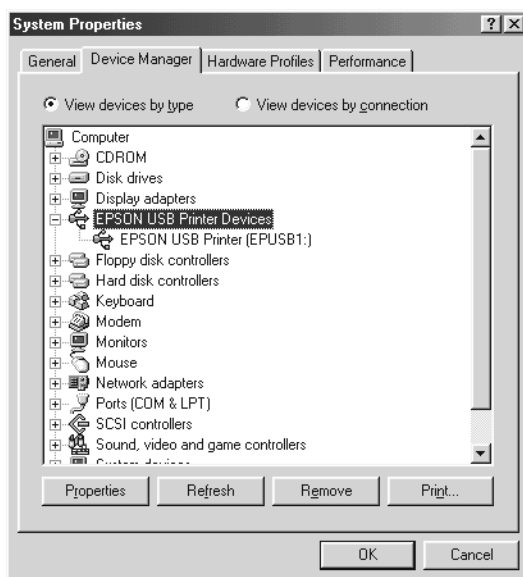 System Properties
General Device Manager Hardware Profiles Performance
View devices by type View devices by connection
Computer
CDROM
Disk drives
Display adapters
EPSON USB Printer Devices
EPSON USB Printer (EPUSB1:)
Floppy disk controllers
Hard disk controllers
Keyboard
Modem
Monitors
Mouse
Network adapters
Ports (COM & LPT)
SCSI controllers
Sound, video and game controllers
Properties Refresh Remove Print...
OK Cancel